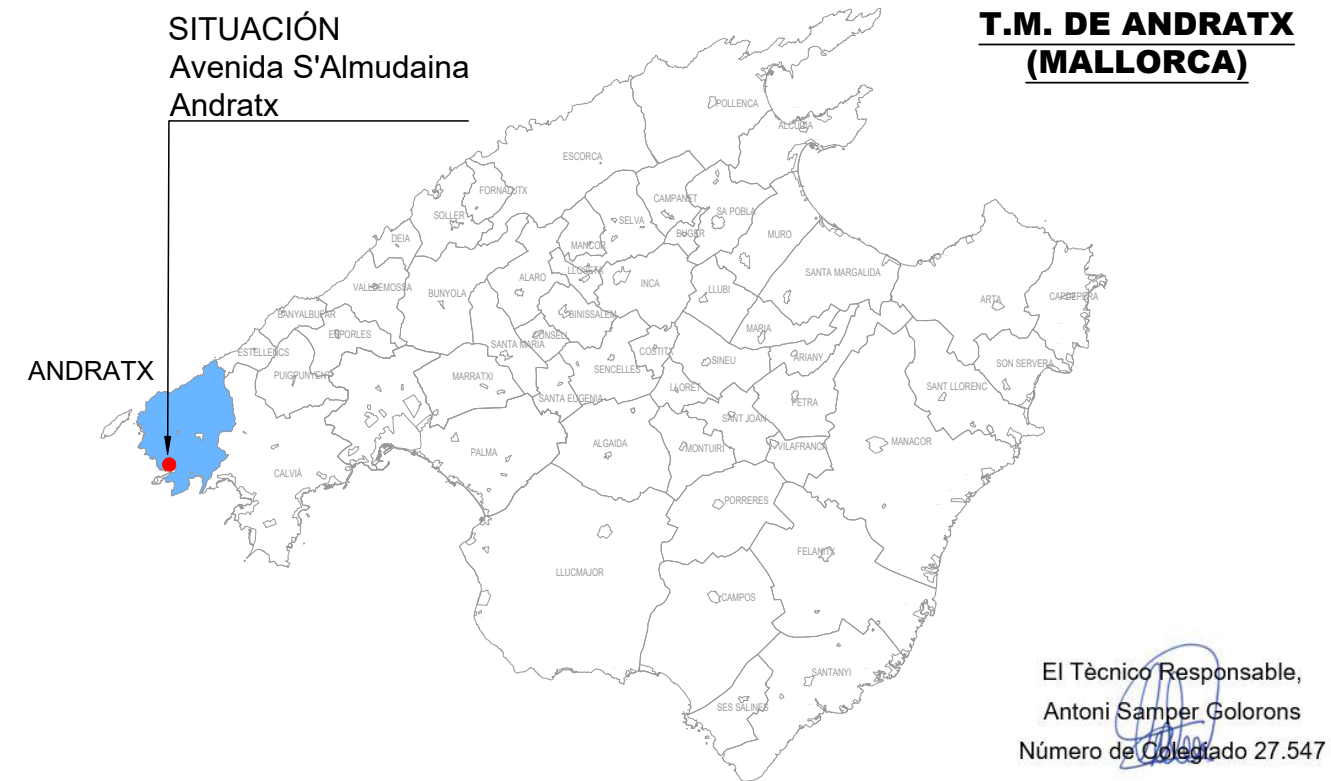 SITUACIÓN
Avenida S'Almudaina
Andratx
T.M. DE ANDRATX
(MALLORCA)
POLLENCA
ALCUDIA
ESCORCA
FORNALUTX
CAMPANET
SA POBLA
SOLLER
SELVA
DEIA
BUGER
MURO
MANCOR
LLOSETA
ALARO
SANTA MARGALIDA
INCA
LLUBI
VALLDEMOSSA
BUNYOLA
ARTA
CAPDEPERA
BANYALBUFAR
BINISSALEM
ESPORLES
CONSELL
MARIA
SANTA MARIA
COSTITX
ESTELLENCS
SINEU
ARIANY
SON SERVERA
ANDRATX
PUIGPUNYENT
MARRATXI
SENCELLES
LLORET
SANT LLORENC
SANTA EUGENIA
PETRA
SANT JOAN
ALGAIDA
MONTUIRI
VILAFRANCA
MANACOR
PALMA
CALVIÀ
PORRERES
FELANITX
LLUCMAJOR
CAMPOS
SANTANYI
SES SALINES
El Tècnico Responsable,
Antoni Samper Golorons
Número de Colegiado 27.547